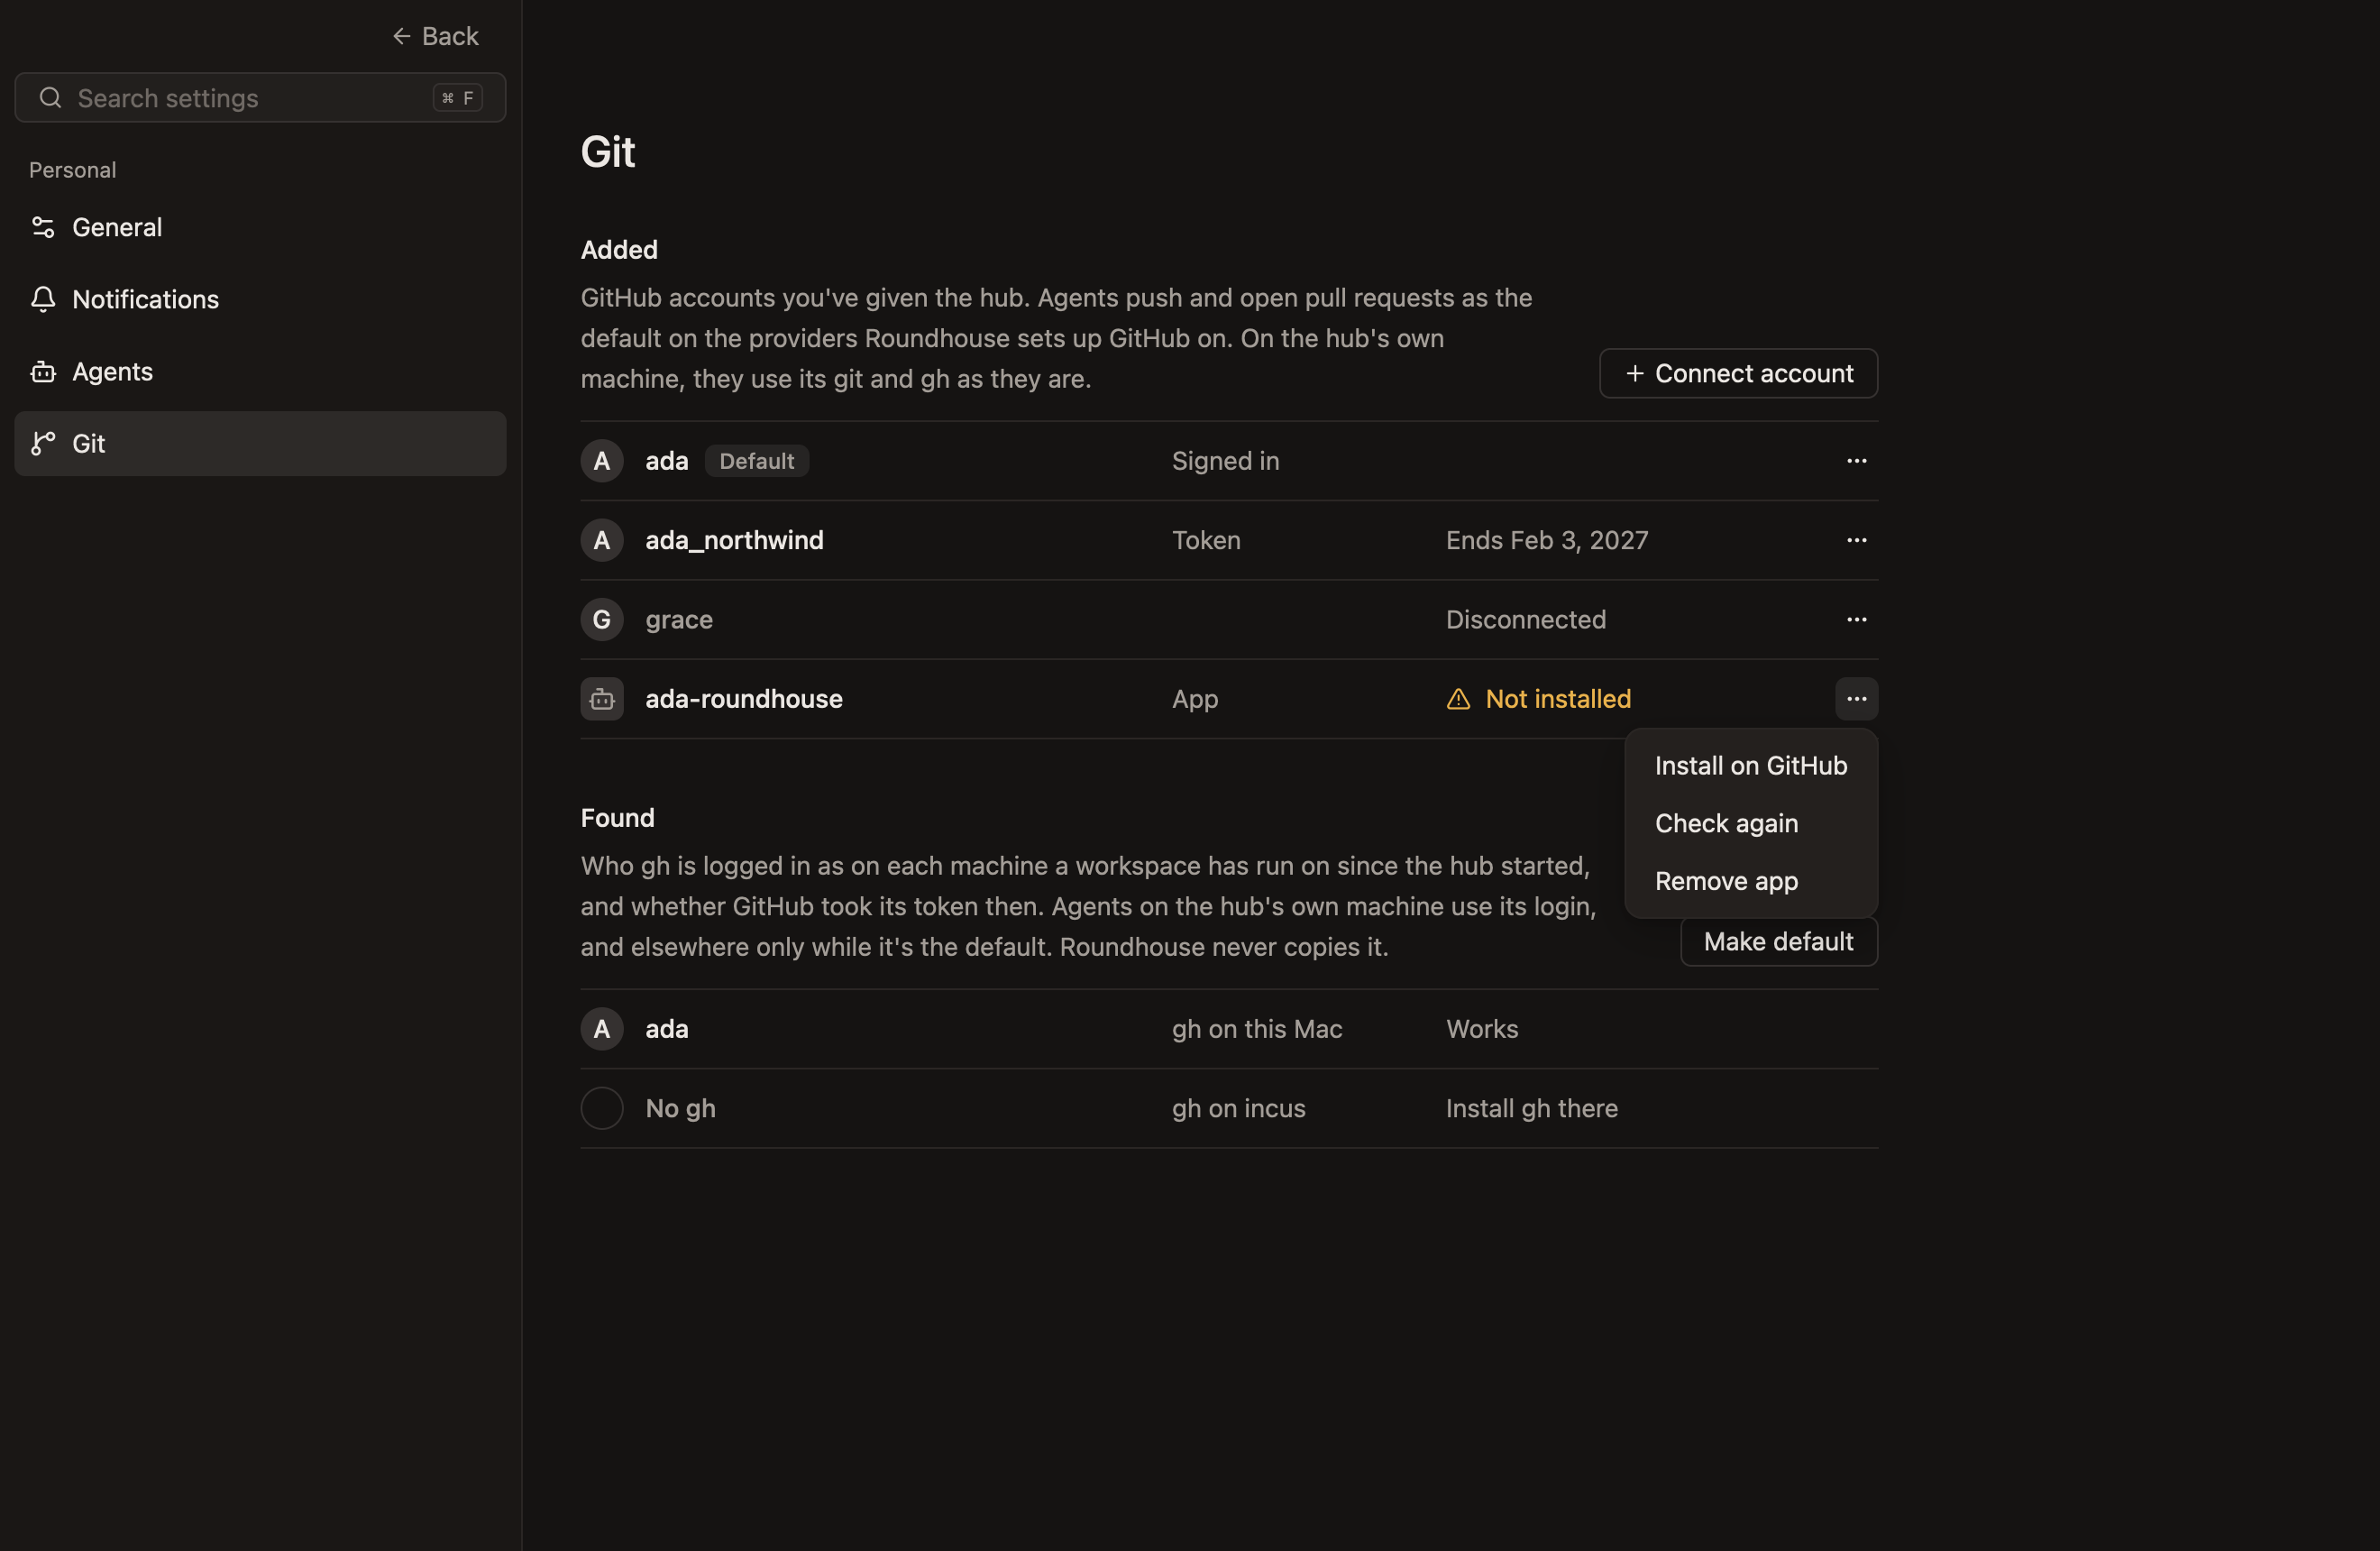 Back
Search settings
⌘ F
Personal
General
Notifications
Agents
Git
Git
Added
GitHub accounts you've given the hub. Agents push and open pull requests as the
default on the providers Roundhouse sets up GitHub on. On the hub's own
machine, they use its git and gh as they are.
Connect account
A ada Default Signed in
A ada_northwind Token Ends Feb 3, 2027
G grace Disconnected
ada-roundhouse App Not installed
Install on GitHub
Check again
Remove app
Found
Who gh is logged in as on each machine a workspace has run on since the hub started,
and whether GitHub took its token then. Agents on the hub's own machine use its login,
and elsewhere only while it's the default. Roundhouse never copies it.
Make default
A ada gh on this Mac Works
No gh gh on incus Install gh there